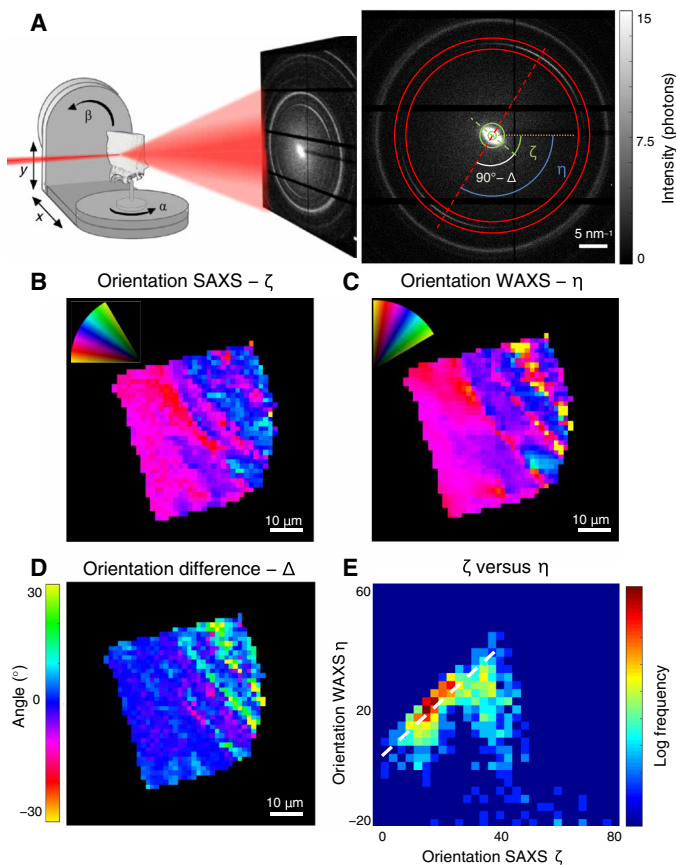 A
β
y
x
α
ζ
η
90°– Δ
5 nm⁻¹
15
7.5
0
Intensity (photons)
B
Orientation SAXS – ζ
10 µm
C
Orientation WAXS – η
10 µm
D
Orientation difference – Δ
30
0
−30
Angle (°)
10 µm
E
ζ versus η
60
20
−20
Orientation WAXS η
0
40
80
Orientation SAXS ζ
Log frequency